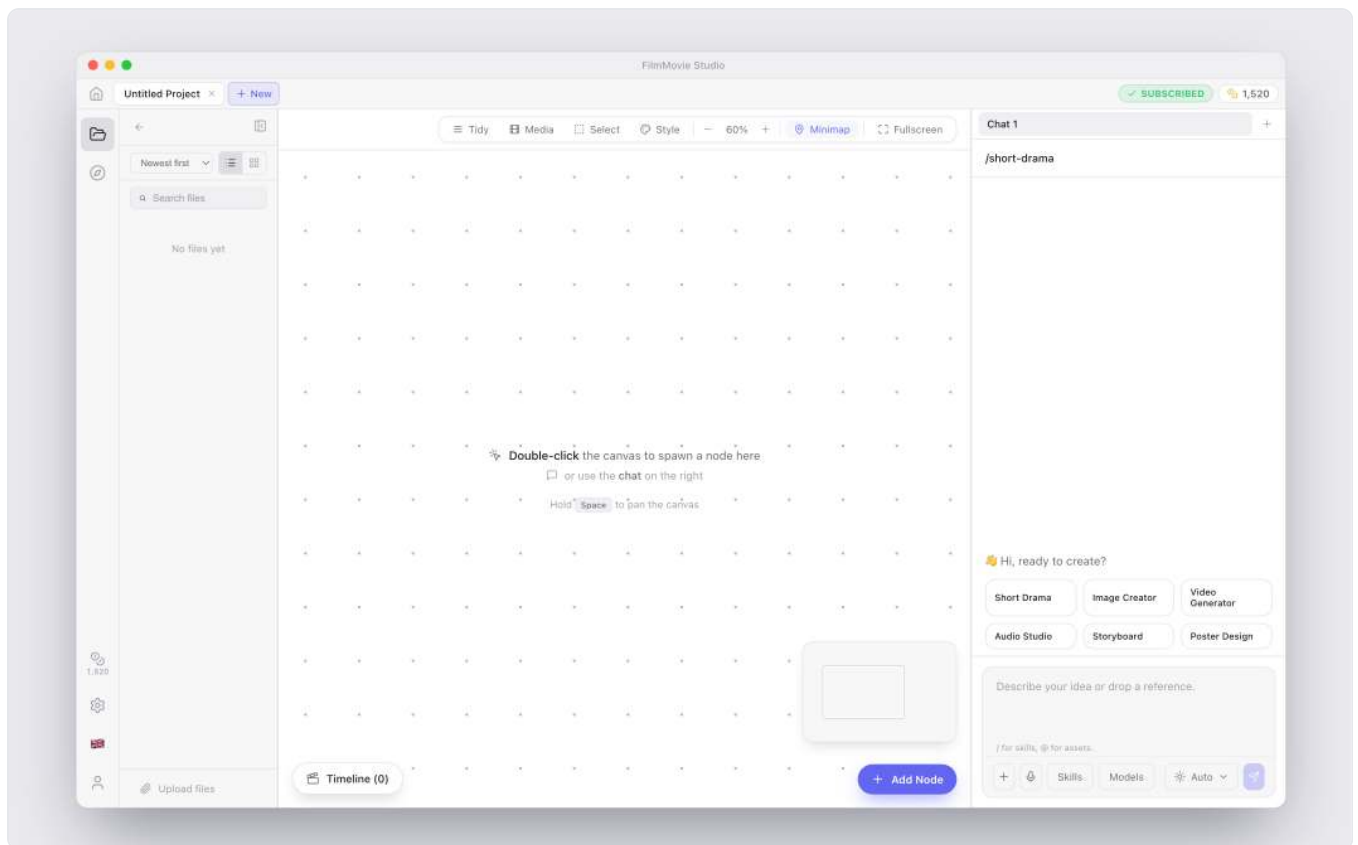 FilmMovie Studio
Untitled Project × + New
SUBSCRIBED 1,520
Newest first
Search files
No files yet
Tidy Media Select Style − 60% + Minimap Fullscreen
Double-click the canvas to spawn a node here
or use the chat on the right
Hold Space to pan the canvas
Chat 1 +
/short-drama
👋 Hi, ready to create?
Short Drama Image Creator Video
Generator
Audio Studio Storyboard Poster Design
Describe your idea or drop a reference.
/ for skills, @ for assets.
+ Skills Models Auto
1,520
Upload files
Timeline (0)
+ Add Node